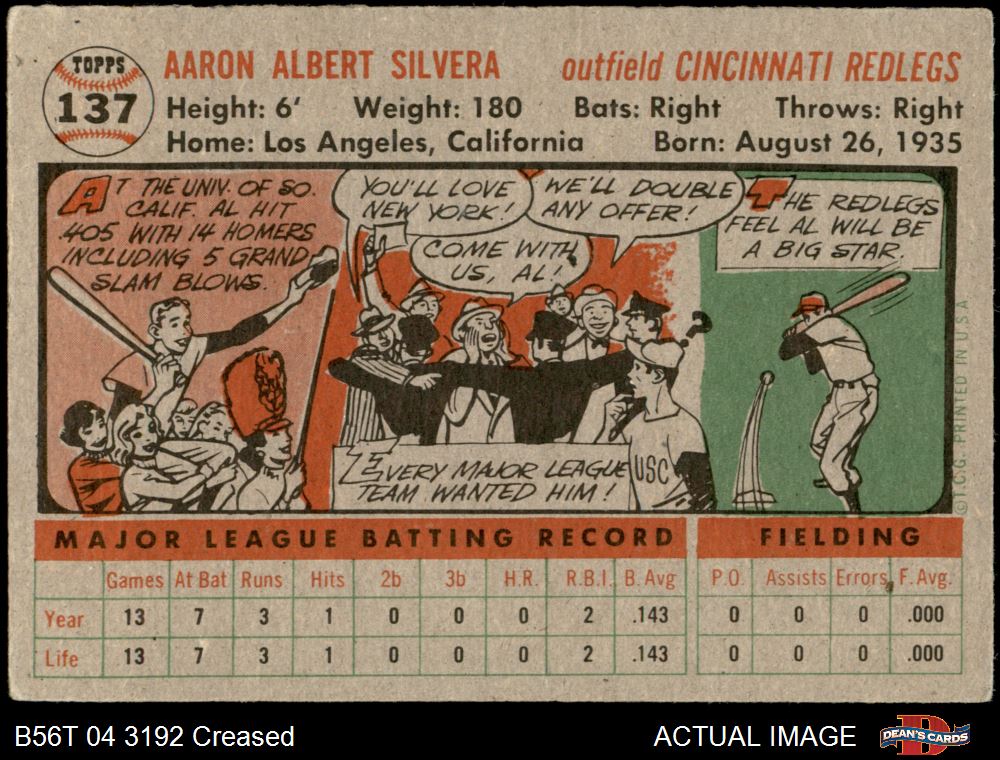 TOPPS
137
AARON ALBERT SILVERA outfield CINCINNATI REDLEGS
Height: 6' Weight: 180 Bats: Right Throws: Right
Home: Los Angeles, California Born: August 26, 1935
AT THE UNIV. OF SO.
CALIF. AL HIT
405 WITH 14 HOMERS
INCLUDING 5 GRAND
SLAM BLOWS.
YOU'LL LOVE
NEW YORK!
WE'LL DOUBLE
ANY OFFER!
COME WITH
US, AL!
EVERY MAJOR LEAGUE
TEAM WANTED HIM!
USC
?
THE REDLEGS
FEEL AL WILL BE
A BIG STAR.
©T.C.G. PRINTED IN U.S.A.
MAJOR LEAGUE BATTING RECORD FIELDING
Games At Bat Runs Hits 2b 3b H.R. R.B.I. B. Avg P.O. Assists Errors F. Avg.
Year 13 7 3 1 0 0 0 2 .143 0 0 0 .000
Life 13 7 3 1 0 0 0 2 .143 0 0 0 .000
B56T 04 3192 Creased ACTUAL IMAGE
D
DEAN'S CARDS